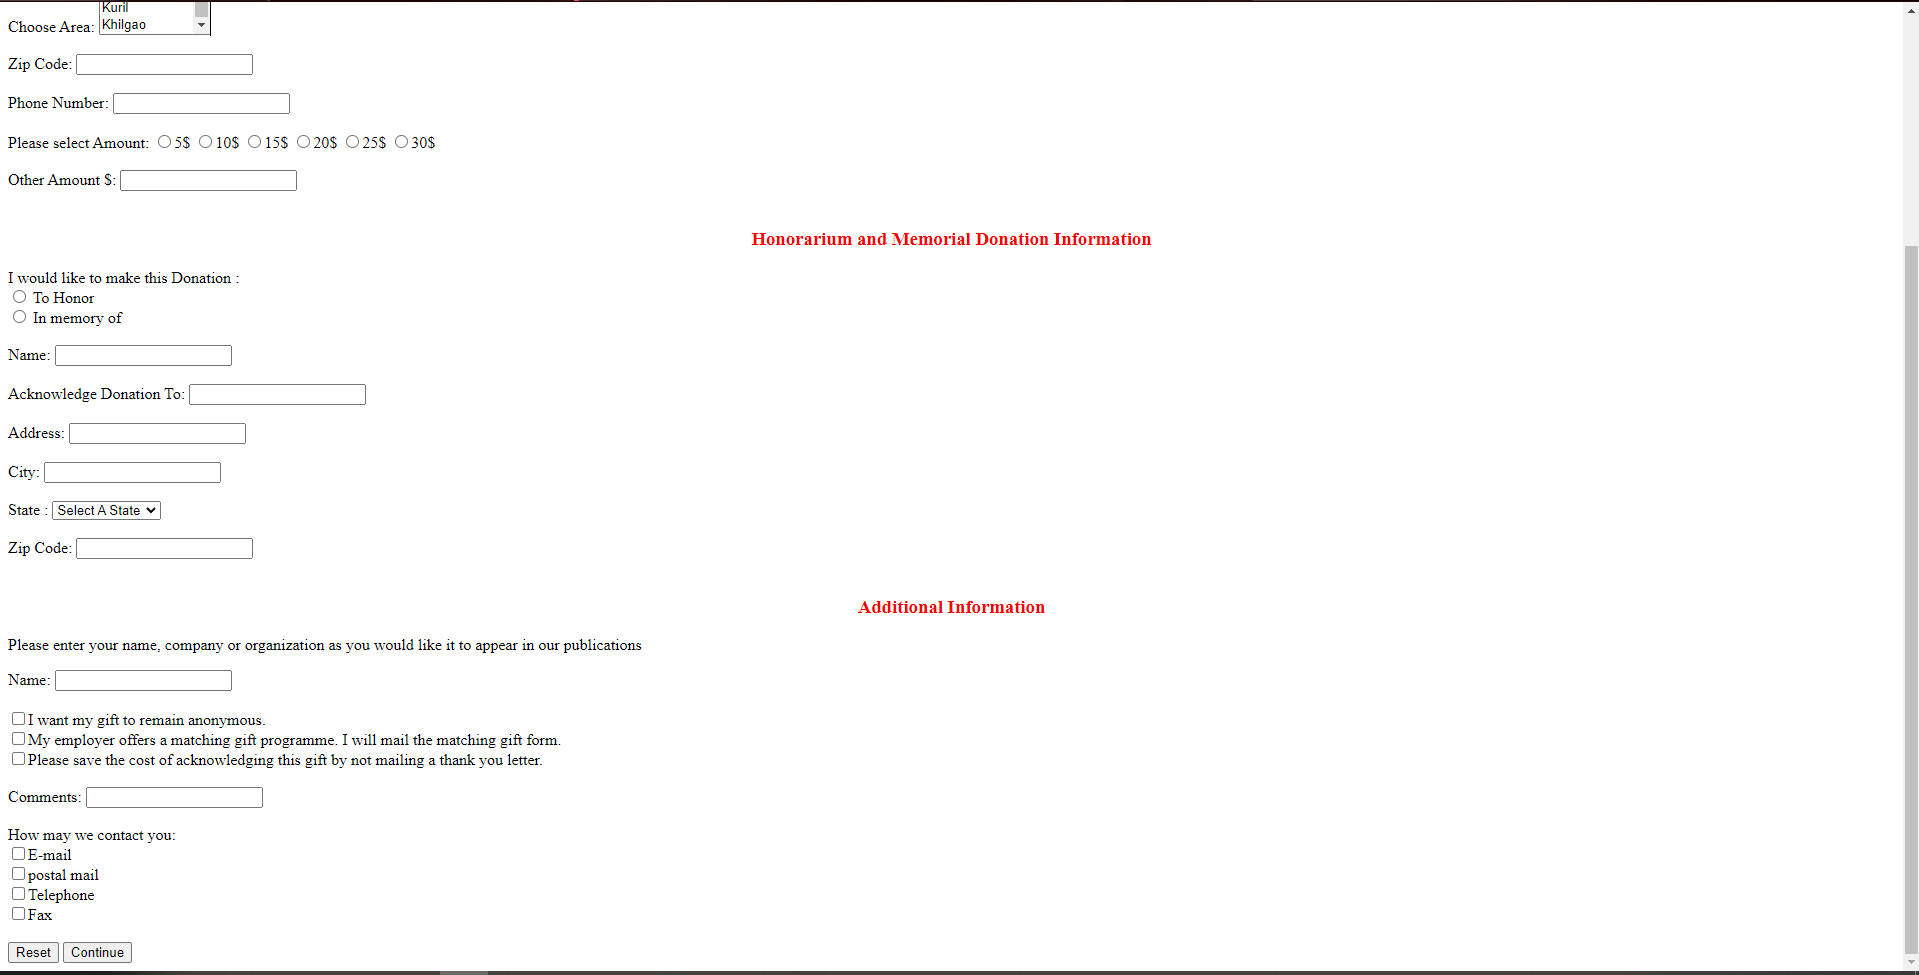 Kuril
Choose Area: Khilgao
Zip Code:
Phone Number:
Please select Amount: 5$ 10$ 15$ 20$ 25$ 30$
Other Amount $:
Honorarium and Memorial Donation Information
I would like to make this Donation :
To Honor
In memory of
Name:
Acknowledge Donation To:
Address:
City:
State : Select A State
Zip Code:
Additional Information
Please enter your name, company or organization as you would like it to appear in our publications
Name:
I want my gift to remain anonymous.
My employer offers a matching gift programme. I will mail the matching gift form.
Please save the cost of acknowledging this gift by not mailing a thank you letter.
Comments:
How may we contact you:
E-mail
postal mail
Telephone
Fax
Reset Continue